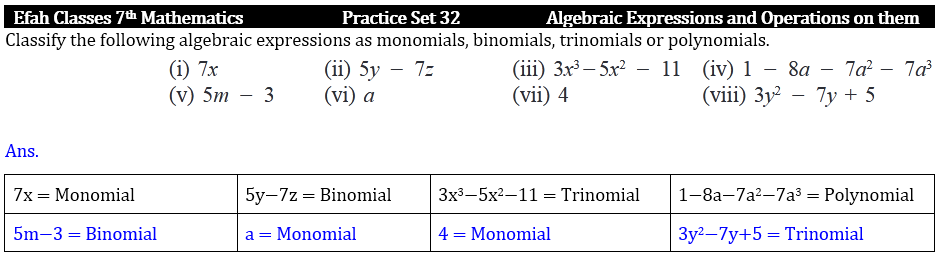 Efah Classes 7th Mathematics Practice Set 32 Algebraic Expressions and Operations on them
Classify the following algebraic expressions as monomials, binomials, trinomials or polynomials.
(i) 7x (ii) 5y − 7z (iii) 3x³ − 5x² − 11 (iv) 1 − 8a − 7a² − 7a³
(v) 5m − 3 (vi) a (vii) 4 (viii) 3y² − 7y + 5
Ans.
7x = Monomial 5y−7z = Binomial 3x³−5x²−11 = Trinomial 1−8a−7a²−7a³ = Polynomial
5m−3 = Binomial a = Monomial 4 = Monomial 3y²−7y+5 = Trinomial